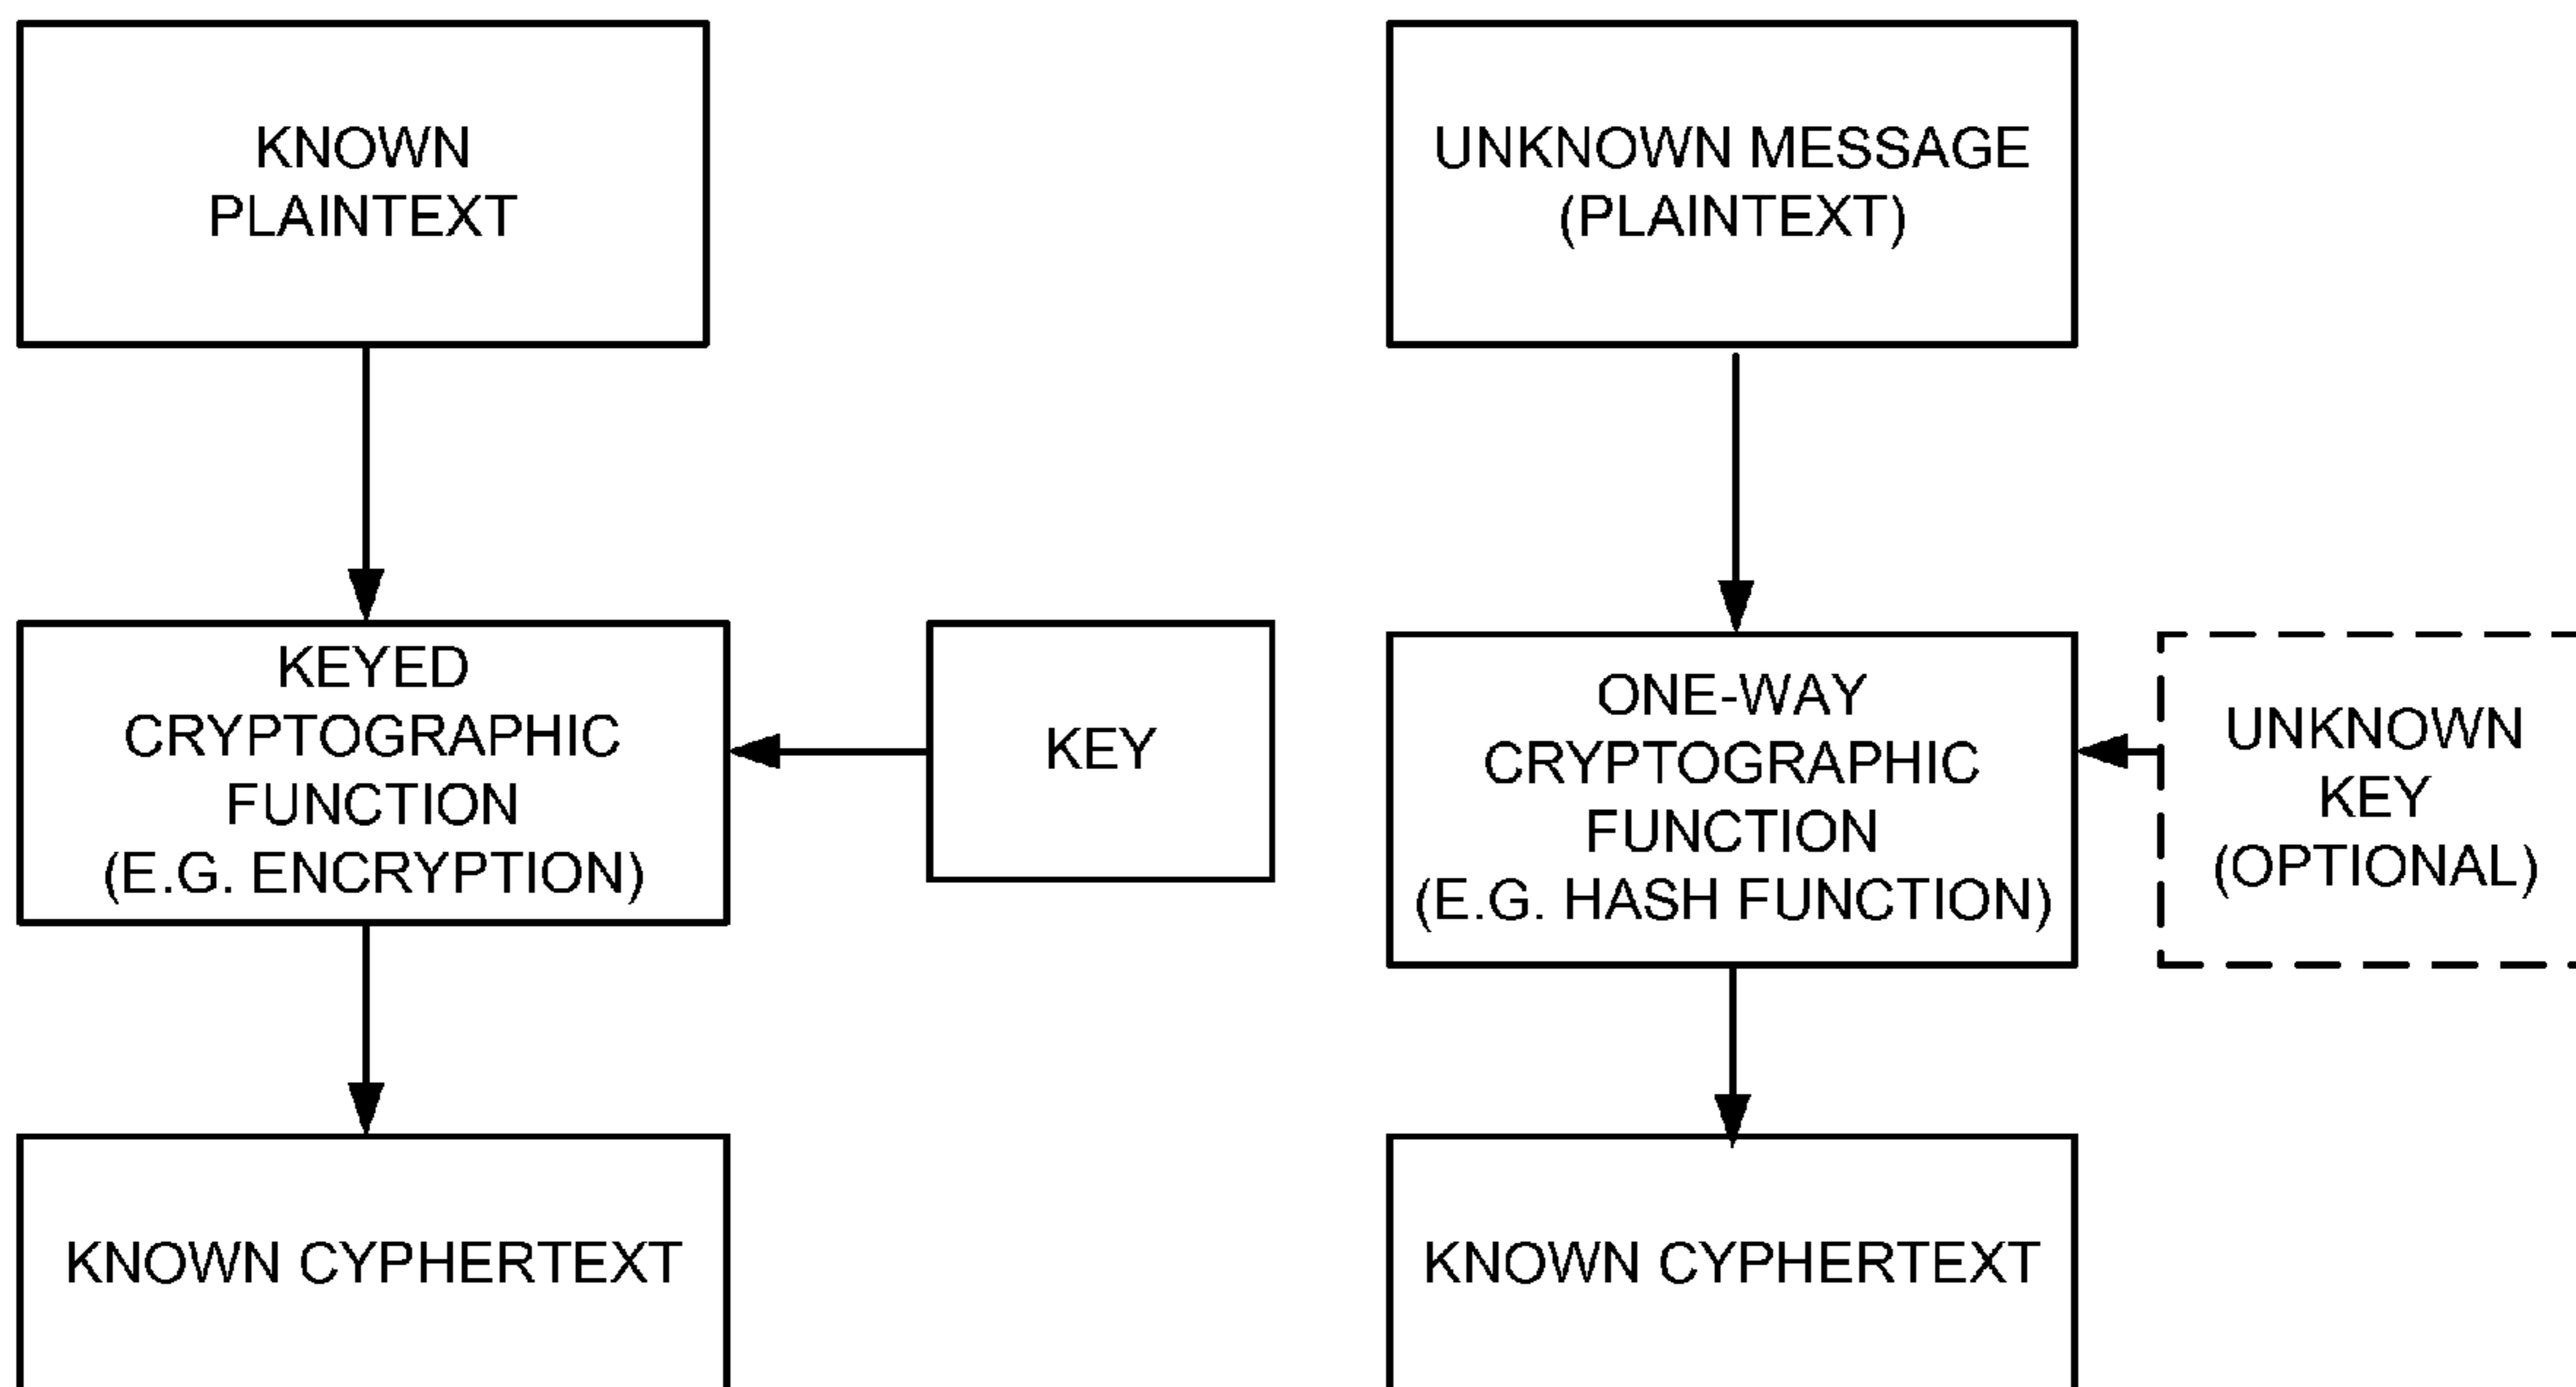 KNOWN
PLAINTEXT
KEYED
CRYPTOGRAPHIC
FUNCTION
(E.G. ENCRYPTION)
KEY
KNOWN CYPHERTEXT
UNKNOWN MESSAGE
(PLAINTEXT)
ONE-WAY
CRYPTOGRAPHIC
FUNCTION
(E.G. HASH FUNCTION)
UNKNOWN
KEY
(OPTIONAL)
KNOWN CYPHERTEXT